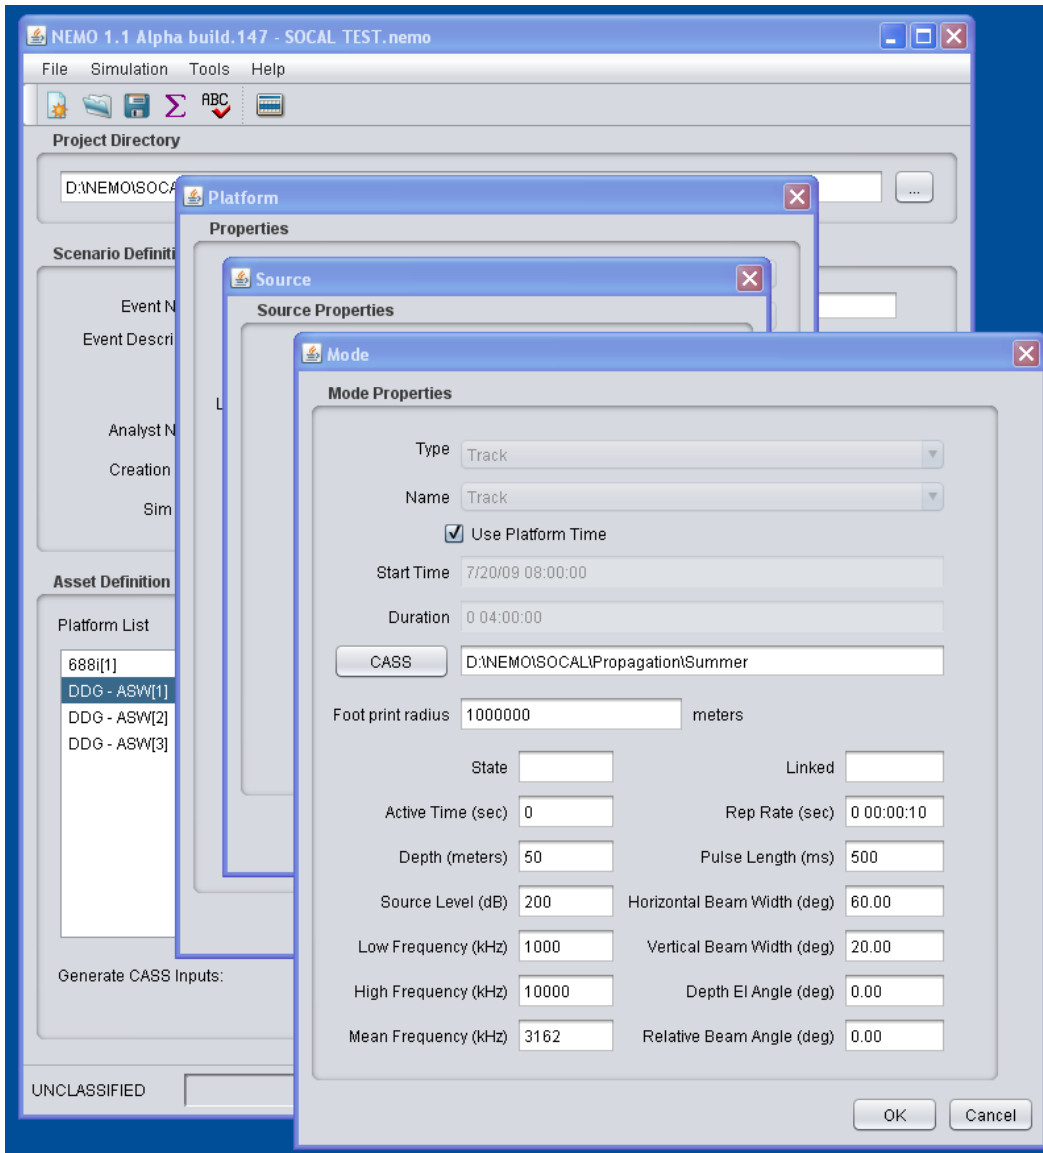 NEMO 1.1 Alpha build.147 - SOCAL TEST.nemo
File Simulation Tools Help
ABC
Project Directory
D:\NEMO\SOCA
...
Platform
Properties
Scenario Definiti
Source
Source Properties
Event N
Event Descri
L
Analyst N
Creation
Sim
Mode
Mode Properties
Type Track
Name Track
Use Platform Time
Start Time 7/20/09 08:00:00
Duration 0 04:00:00
CASS D:\NEMO\SOCAL\Propagation\Summer
Foot print radius 1000000 meters
State Linked
Active Time (sec) 0 Rep Rate (sec) 0 00:00:10
Depth (meters) 50 Pulse Length (ms) 500
Source Level (dB) 200 Horizontal Beam Width (deg) 60.00
Low Frequency (kHz) 1000 Vertical Beam Width (deg) 20.00
High Frequency (kHz) 10000 Depth El Angle (deg) 0.00
Mean Frequency (kHz) 3162 Relative Beam Angle (deg) 0.00
OK Cancel
Asset Definition
Platform List
688i[1]
DDG - ASW[1]
DDG - ASW[2]
DDG - ASW[3]
Generate CASS Inputs:
UNCLASSIFIED